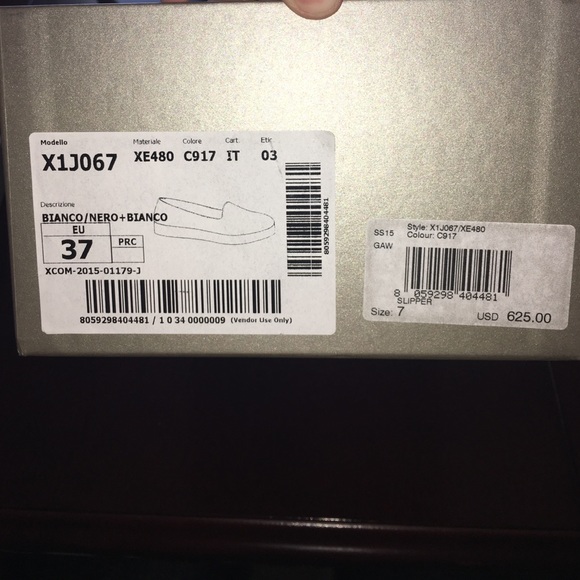 Modello Materiale Colore Cart. Etic
X1J067 XE480 C917 IT 03
Descrizione
BIANCO/NERO+BIANCO
EU
37 PRC
XCOM-2015-01179-J
8059298404481 / 1 0 34 0000009 (Vendor Use Only)
8059298404481
SS15 Style: X1J067/XE480
Colour: C917
GAW
8 059298 404481
SLIPPER
Size: 7 USD 625.00